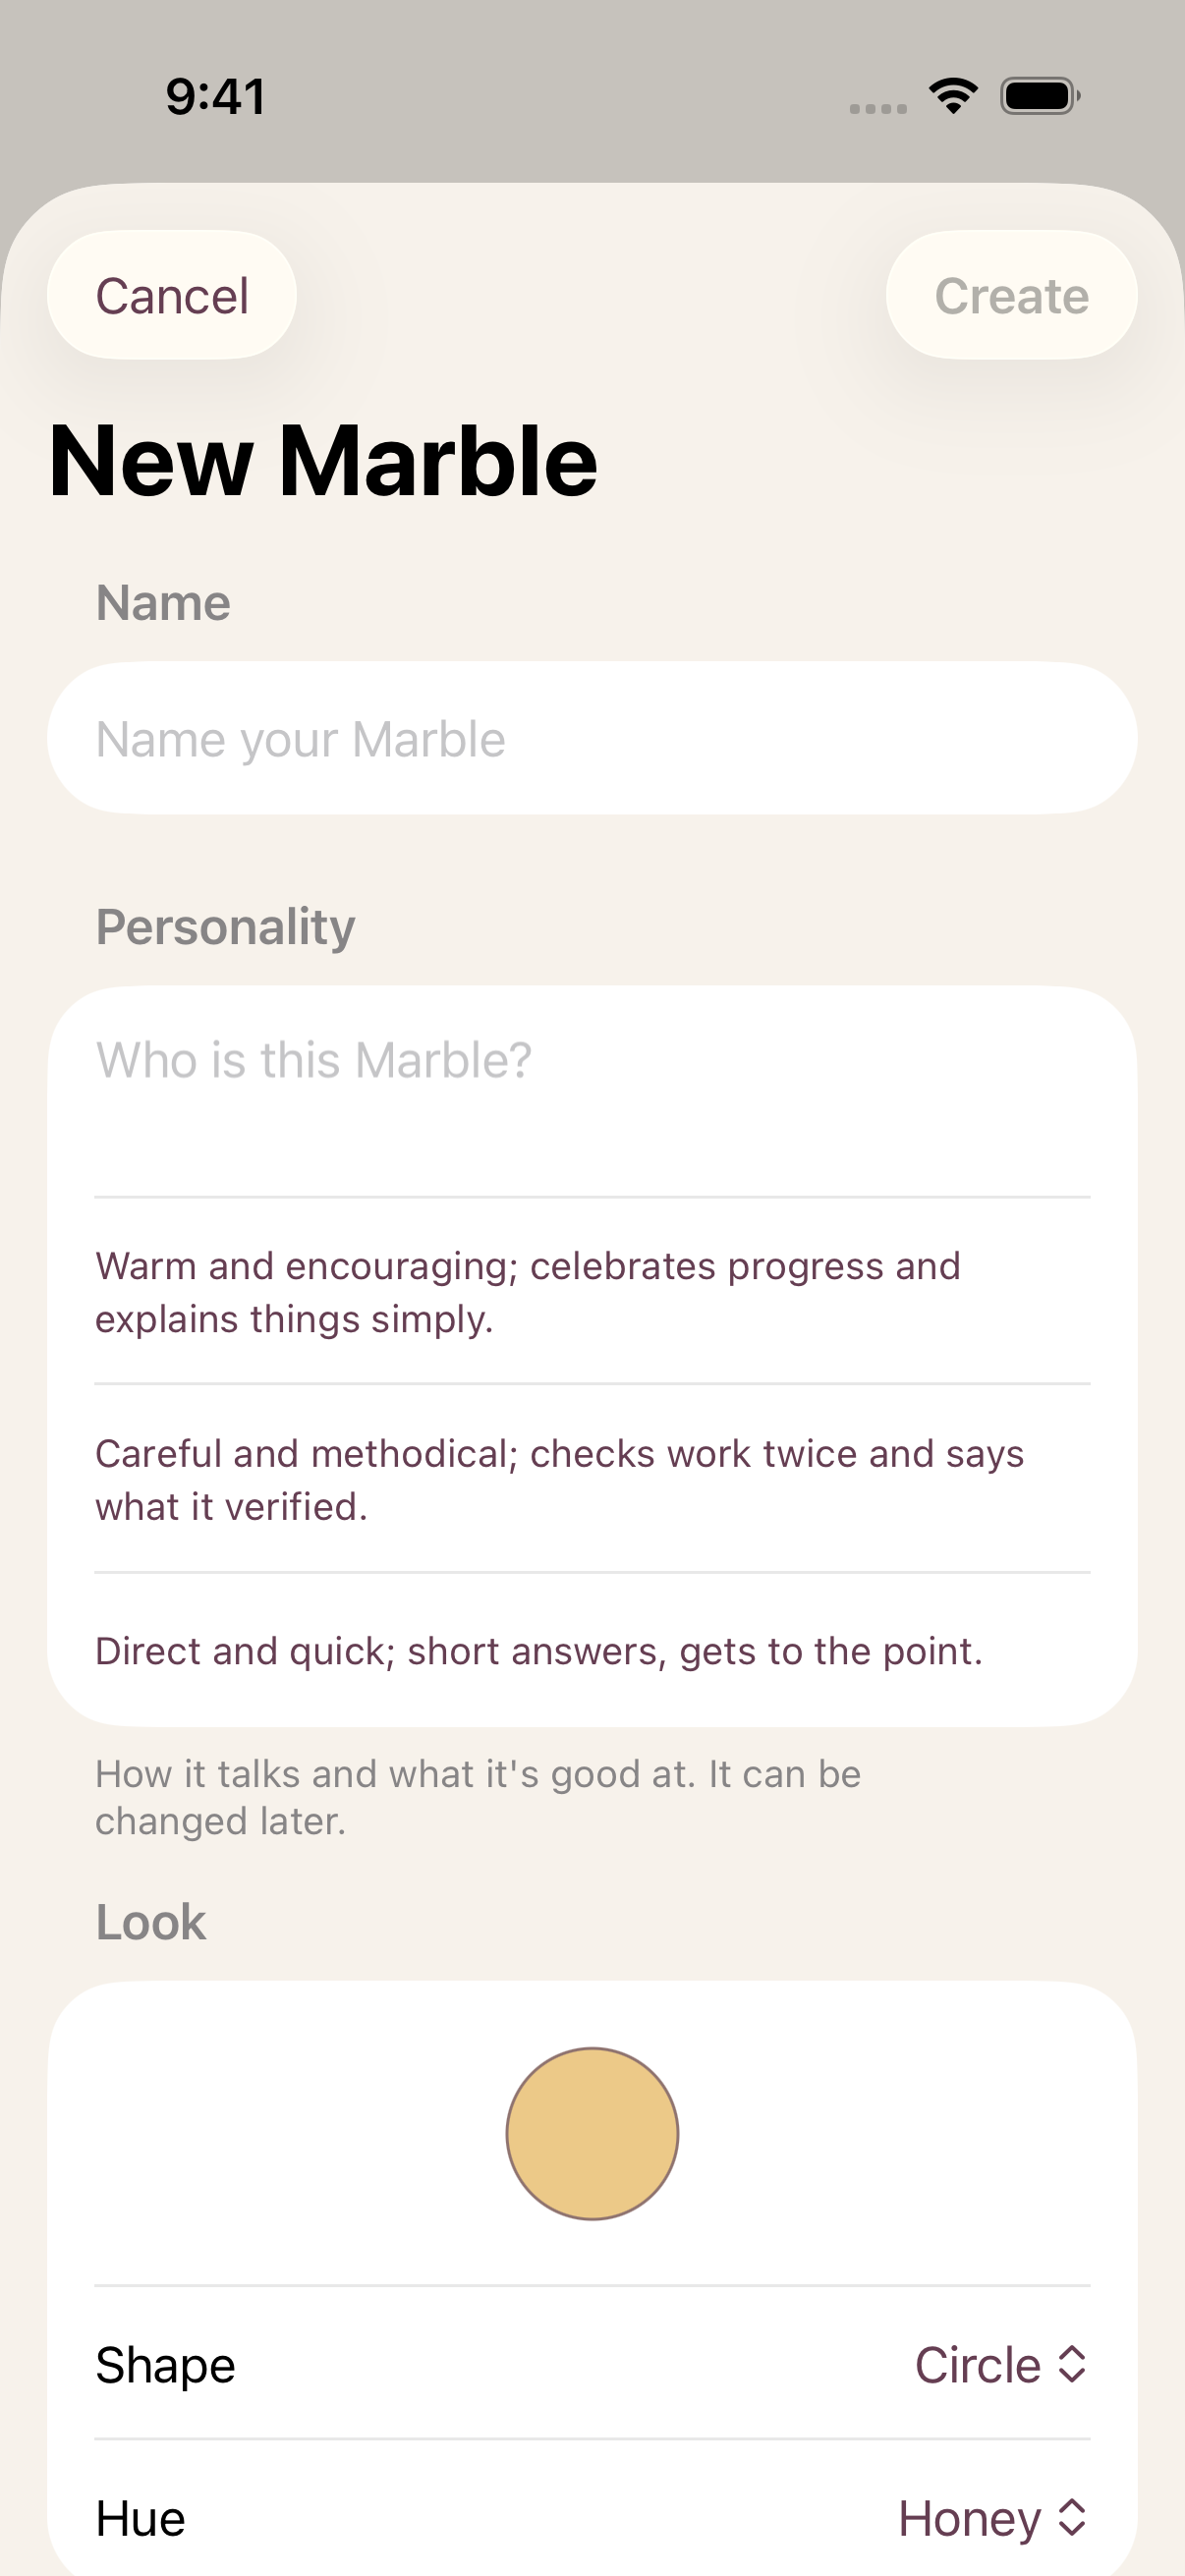 9:41
Cancel
Create
New Marble
Name
Name your Marble
Personality
Who is this Marble?
Warm and encouraging; celebrates progress and
explains things simply.
Careful and methodical; checks work twice and says
what it verified.
Direct and quick; short answers, gets to the point.
How it talks and what it's good at. It can be
changed later.
Look
Shape
Circle
Hue
Honey